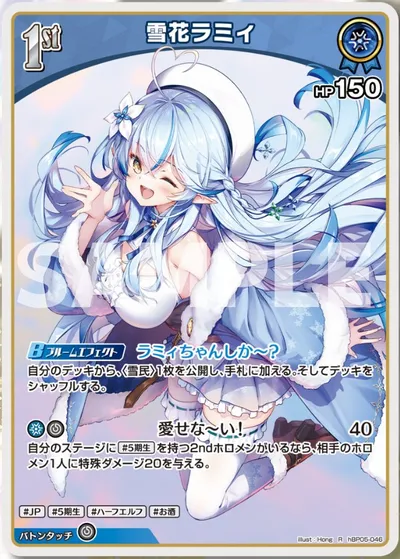 1st
雪花ラミィ
HP 150
SAMPLE
B ブルームエフェクト ラミィちゃんしか〜?
自分のデッキから、〈雪民〉1枚を公開し、手札に加える。そしてデッキを
シャッフルする。
愛せな〜い! 40
自分のステージに #5期生 を持つ2ndホロメンがいるなら、相手のホロ
メン1人に特殊ダメージ20を与える。
#JP #5期生 #ハーフエルフ #お酒
バトンタッチ
illust Hong R hBP05-046